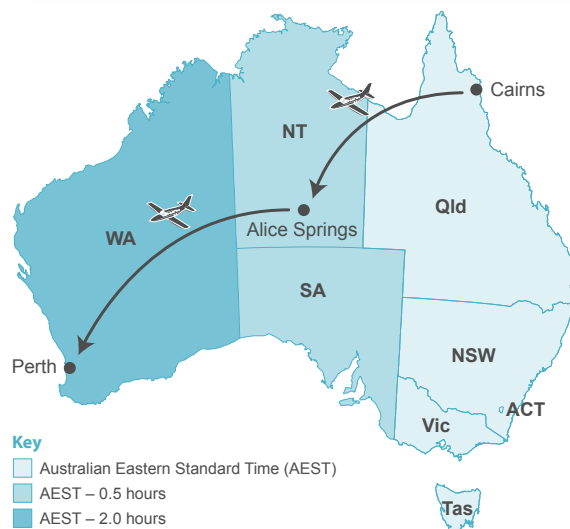 Cairns
NT
Qld
WA
Alice Springs
SA
Perth
NSW
ACT
Vic
Key
Australian Eastern Standard Time (AEST)
AEST – 0.5 hours
AEST – 2.0 hours
Tas